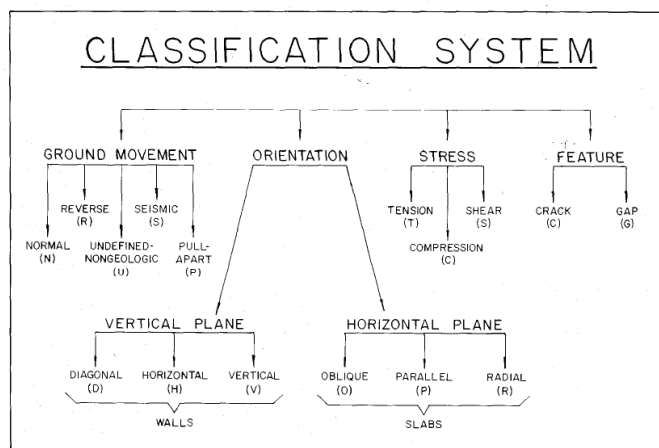 CLASSIFICATION SYSTEM
GROUND MOVEMENT
ORIENTATION
STRESS
FEATURE
REVERSE
(R)
SEISMIC
(S)
NORMAL
(N)
UNDEFINED-
NONGEOLOGIC
(U)
PULL-
APART
(P)
TENSION
(T)
SHEAR
(S)
COMPRESSION
(C)
CRACK
(C)
GAP
(G)
VERTICAL PLANE
DIAGONAL
(D)
HORIZONTAL
(H)
VERTICAL
(V)
WALLS
HORIZONTAL PLANE
OBLIQUE
(O)
PARALLEL
(P)
RADIAL
(R)
SLABS